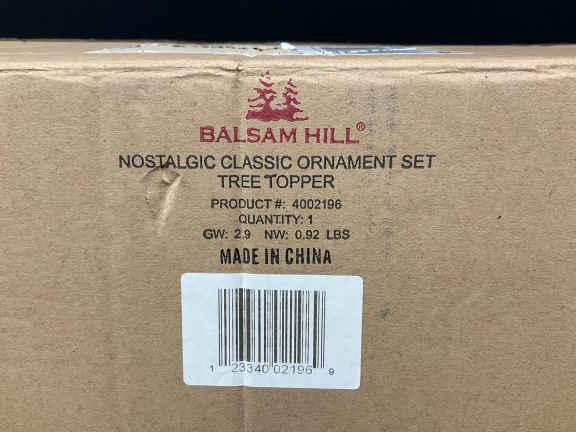 BALSAM HILL®
NOSTALGIC CLASSIC ORNAMENT SET
TREE TOPPER
PRODUCT #: 4002196
QUANTITY: 1
GW: 2.9 NW: 0.92 LBS
MADE IN CHINA
1 23340 02196 9